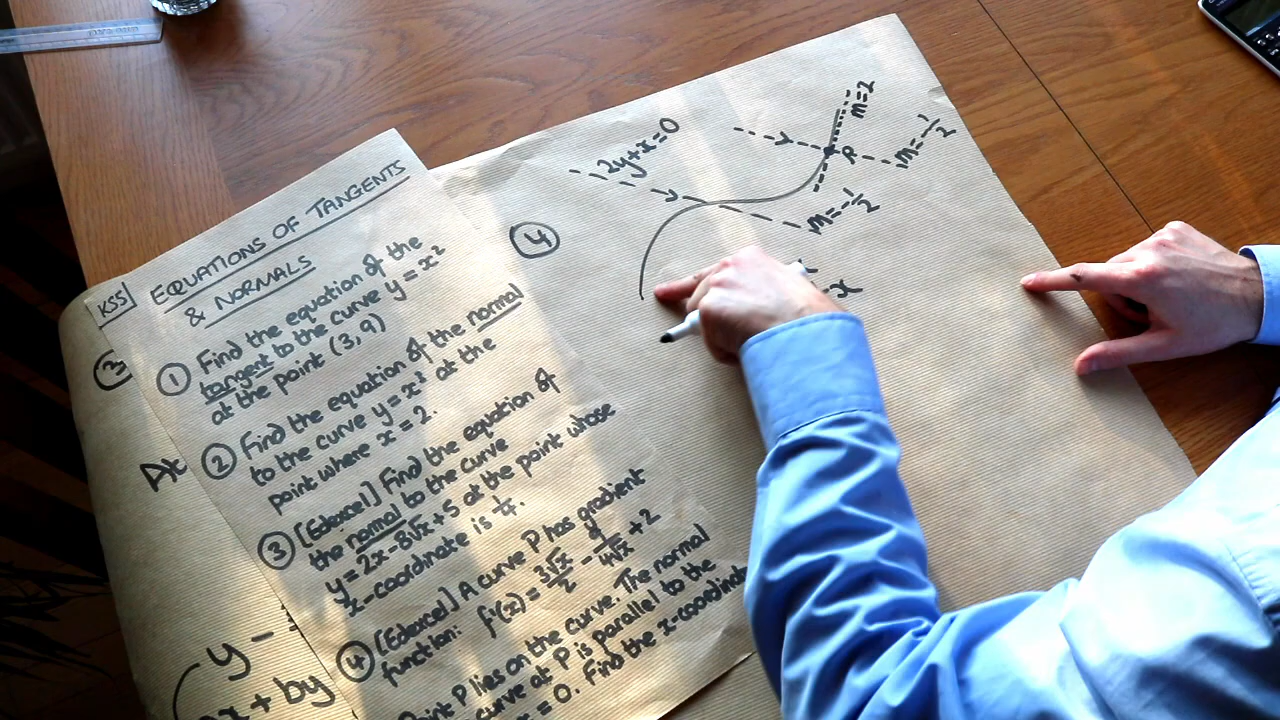 KSS
EQUATIONS OF TANGENTS
& NORMALS
① Find the equation of the
tangent to the curve y = x²
at the point (3, 9)
② Find the equation of the normal
to the curve y = x³ at the
point where x = 2.
③ [Edexcel] Find the equation of
the normal to the curve
y = 2x - 8√x + 5 at the point whose
x-coordinate is ¼.
④ [Edexcel] A curve P has gradient
function: f'(x) = 3√x/2 - 9/4√x + 2
Point P lies on the curve. The normal
curve at P is parallel to the
x = 0. Find the x-coordinate
③
At
y
x + by
④
2y+x=0
m=2
P
m=-½
m=-½
x